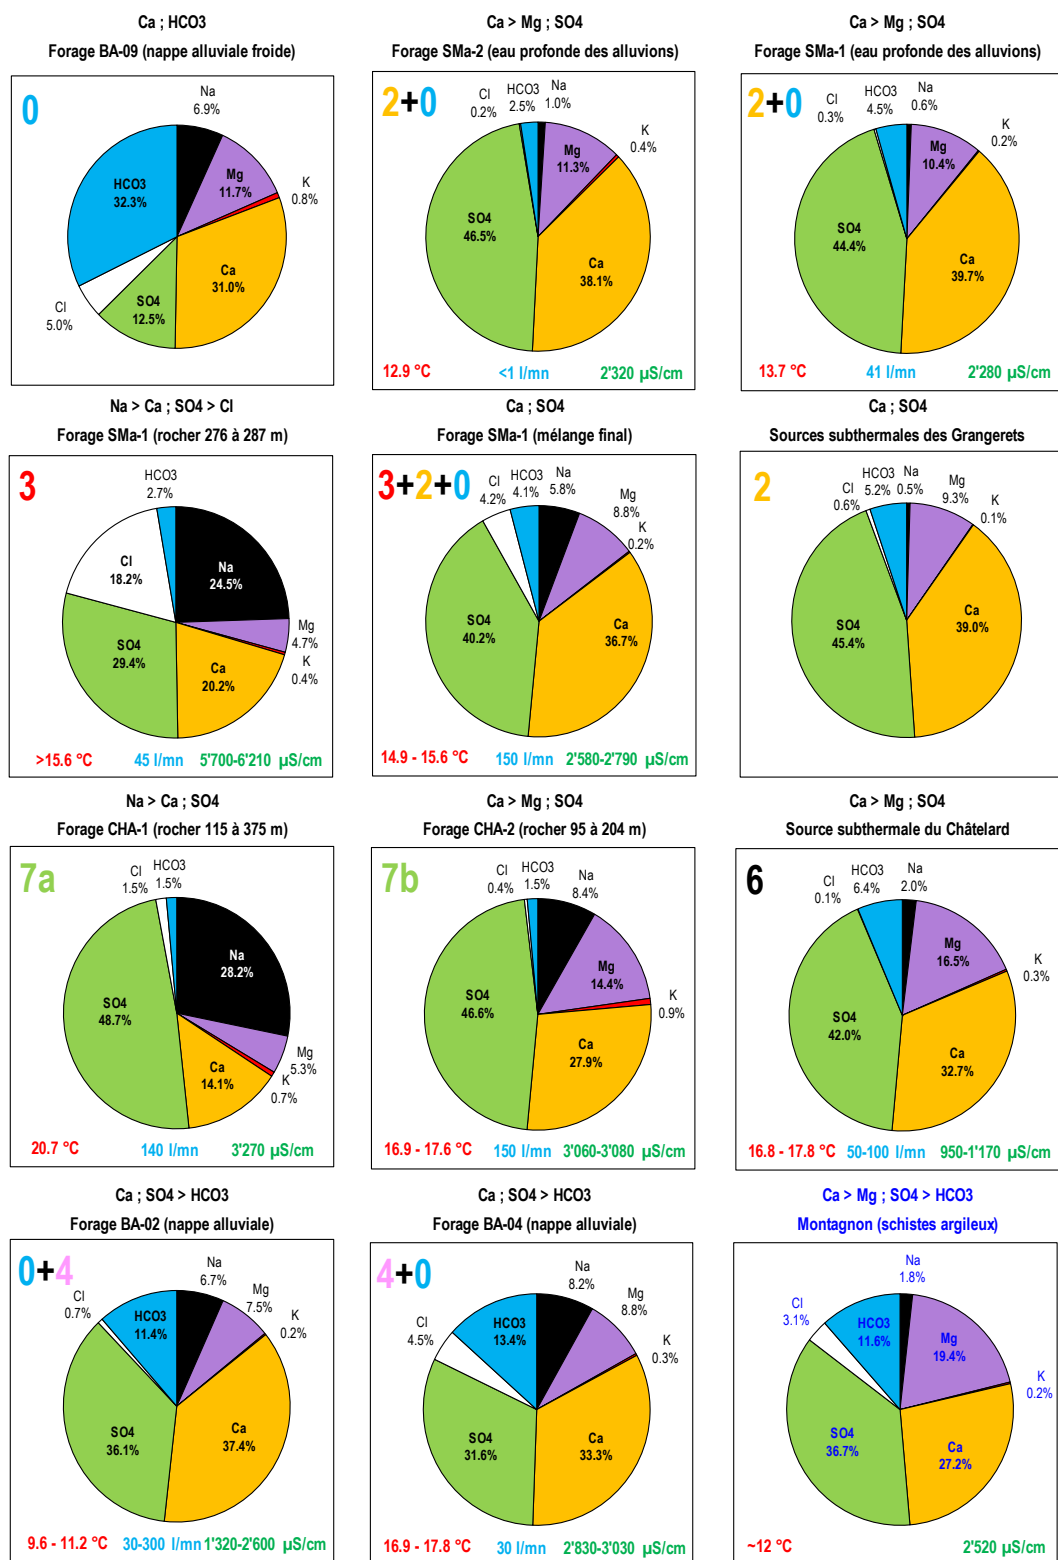 Ca ; HCO3
Forage BA-09 (nappe alluviale froide)
0
Na
6.9%
Mg
11.7%
K
0.8%
Ca
31.0%
SO4
12.5%
Cl
5.0%
HCO3
32.3%
Ca > Mg ; SO4
Forage SMa-2 (eau profonde des alluvions)
2+0
Cl
0.2%
HCO3
2.5%
Na
1.0%
K
0.4%
Mg
11.3%
SO4
46.5%
Ca
38.1%
12.9 °C <1 l/mn 2'320 µS/cm
Ca > Mg ; SO4
Forage SMa-1 (eau profonde des alluvions)
2+0
Cl
0.3%
HCO3
4.5%
Na
0.6%
K
0.2%
Mg
10.4%
SO4
44.4%
Ca
39.7%
13.7 °C 41 l/mn 2'280 µS/cm
Na > Ca ; SO4 > Cl
Forage SMa-1 (rocher 276 à 287 m)
3
HCO3
2.7%
Cl
18.2%
Na
24.5%
Mg
4.7%
K
0.4%
SO4
29.4%
Ca
20.2%
>15.6 °C 45 l/mn 5'700-6'210 µS/cm
Ca ; SO4
Forage SMa-1 (mélange final)
3+2+0
Cl
4.2%
HCO3
4.1%
Na
5.8%
Mg
8.8%
K
0.2%
SO4
40.2%
Ca
36.7%
14.9 - 15.6 °C 150 l/mn 2'580-2'790 µS/cm
Ca ; SO4
Sources subthermales des Grangerets
2
Cl
0.6%
HCO3
5.2%
Na
0.5%
Mg
9.3%
K
0.1%
SO4
45.4%
Ca
39.0%
Na > Ca ; SO4
Forage CHA-1 (rocher 115 à 375 m)
7a
Cl
1.5%
HCO3
1.5%
Na
28.2%
SO4
48.7%
Mg
5.3%
K
0.7%
Ca
14.1%
20.7 °C 140 l/mn 3'270 µS/cm
Ca > Mg ; SO4
Forage CHA-2 (rocher 95 à 204 m)
7b
Cl
0.4%
HCO3
1.5%
Na
8.4%
Mg
14.4%
K
0.9%
SO4
46.6%
Ca
27.9%
16.9 - 17.6 °C 150 l/mn 3'060-3'080 µS/cm
Ca > Mg ; SO4
Source subthermale du Châtelard
6
Cl
0.1%
HCO3
6.4%
Na
2.0%
Mg
16.5%
K
0.3%
SO4
42.0%
Ca
32.7%
16.8 - 17.8 °C 50-100 l/mn 950-1'170 µS/cm
Ca ; SO4 > HCO3
Forage BA-02 (nappe alluviale)
0+4
Cl
0.7%
HCO3
11.4%
Na
6.7%
Mg
7.5%
K
0.2%
SO4
36.1%
Ca
37.4%
9.6 - 11.2 °C 30-300 l/mn 1'320-2'600 µS/cm
Ca ; SO4 > HCO3
Forage BA-04 (nappe alluviale)
4+0
Cl
4.5%
HCO3
13.4%
Na
8.2%
Mg
8.8%
K
0.3%
SO4
31.6%
Ca
33.3%
16.9 - 17.8 °C 30 l/mn 2'830-3'030 µS/cm
Ca > Mg ; SO4 > HCO3
Montagnon (schistes argileux)
Na
1.8%
Cl
3.1%
HCO3
11.6%
Mg
19.4%
K
0.2%
SO4
36.7%
Ca
27.2%
~12 °C 2'520 µS/cm